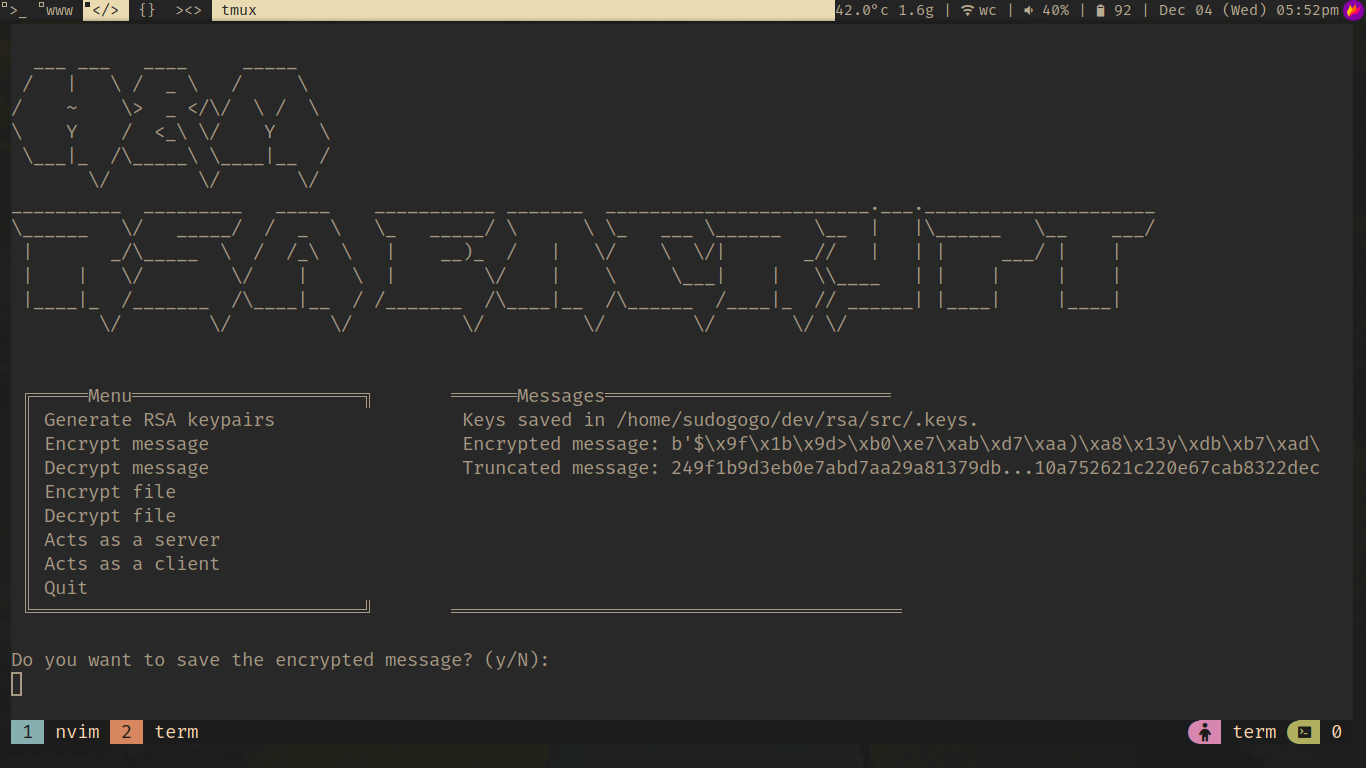 >_ www </> {} ><> tmux 42.0°c 1.6g | wc | 40% | 92 | Dec 04 (Wed) 05:52pm
H&A
RSA ENCRYPT
Menu
Generate RSA keypairs
Encrypt message
Decrypt message
Encrypt file
Decrypt file
Acts as a server
Acts as a client
Quit
Messages
Keys saved in /home/sudogogo/dev/rsa/src/.keys.
Encrypted message: b'$\x9f\x1b\x9d>\xb0\xe7\xab\xd7\xaa)\xa8\x13y\xdb\xb7\xad\
Truncated message: 249f1b9d3eb0e7abd7aa29a81379db...10a752621c220e67cab8322dec
Do you want to save the encrypted message? (y/N):
1 nvim 2 term term 0